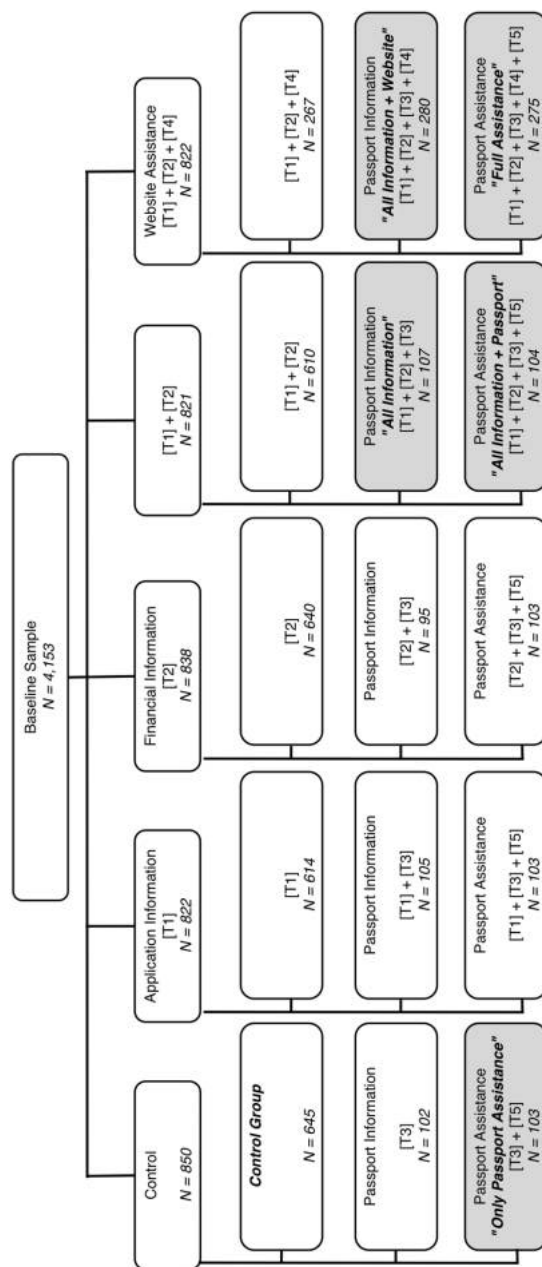 Baseline Sample
N = 4,153
Control
N = 850
Application Information
[T1]
N = 822
Financial Information
[T2]
N = 838
[T1] + [T2]
N = 821
Website Assistance
[T1] + [T2] + [T4]
N = 822
Control Group
N = 645
[T1]
N = 614
[T2]
N = 640
[T1] + [T2]
N = 610
[T1] + [T2] + [T4]
N = 267
Passport Information
[T3]
N = 102
Passport Information
[T1] + [T3]
N = 105
Passport Information
[T2] + [T3]
N = 95
Passport Information
"All Information"
[T1] + [T2] + [T3]
N = 107
Passport Information
"All Information + Website"
[T1] + [T2] + [T3] + [T4]
N = 280
Passport Assistance
"Only Passport Assistance"
[T3] + [T5]
N = 103
Passport Assistance
[T1] + [T3] + [T5]
N = 103
Passport Assistance
[T2] + [T3] + [T5]
N = 103
Passport Assistance
"All Information + Passport"
[T1] + [T2] + [T3] + [T5]
N = 104
Passport Assistance
"Full Assistance"
[T1] + [T2] + [T3] + [T4] + [T5]
N = 275